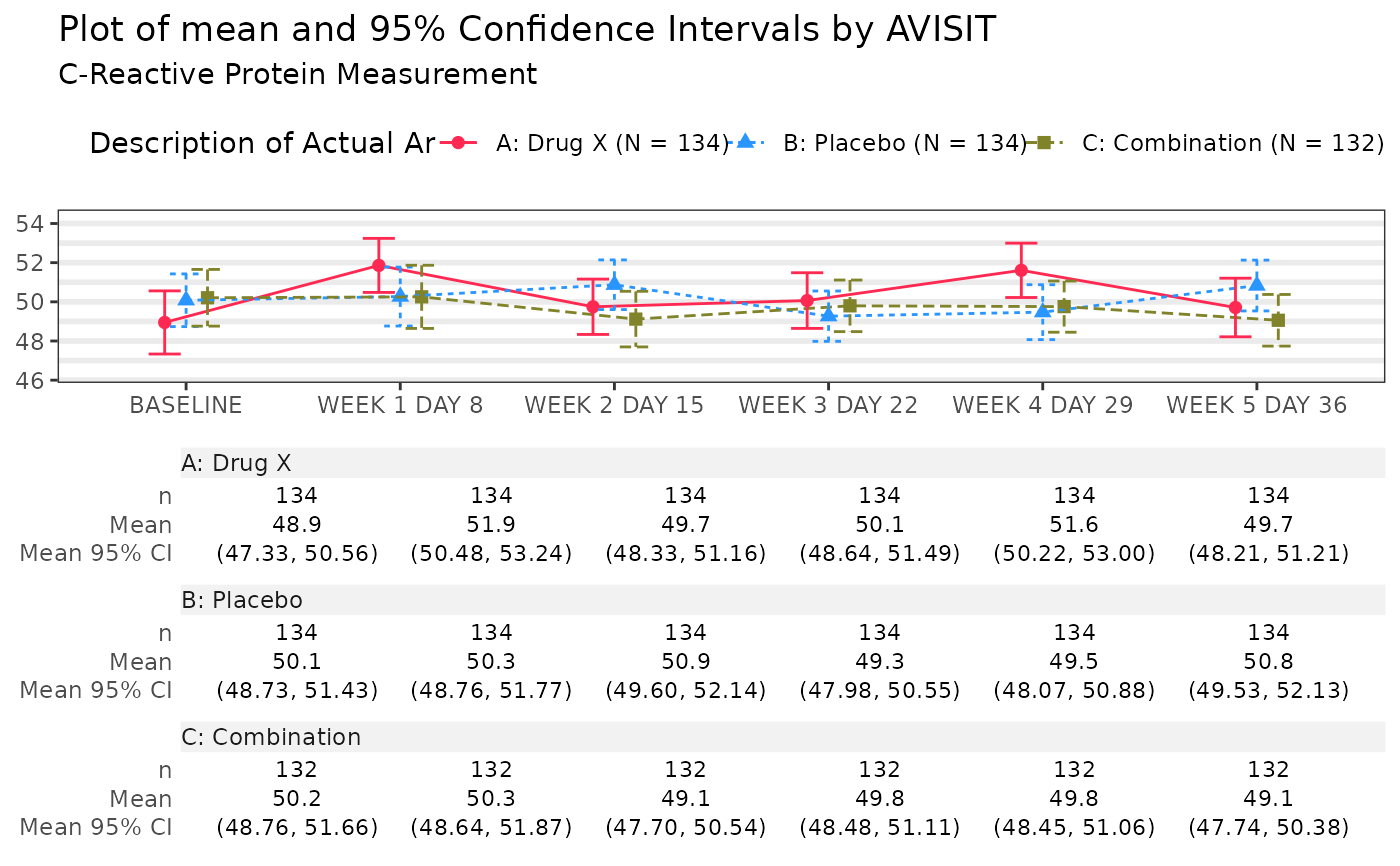 Plot of mean and 95% Confidence Intervals by AVISIT
C-Reactive Protein Measurement
Description of Actual Ar A: Drug X (N = 134) B: Placebo (N = 134) C: Combination (N = 132)
54
52
50
48
46
BASELINE WEEK 1 DAY 8 WEEK 2 DAY 15 WEEK 3 DAY 22 WEEK 4 DAY 29 WEEK 5 DAY 36
A: Drug X
n 134 134 134 134 134 134
Mean 48.9 51.9 49.7 50.1 51.6 49.7
Mean 95% CI (47.33, 50.56) (50.48, 53.24) (48.33, 51.16) (48.64, 51.49) (50.22, 53.00) (48.21, 51.21)
B: Placebo
n 134 134 134 134 134 134
Mean 50.1 50.3 50.9 49.3 49.5 50.8
Mean 95% CI (48.73, 51.43) (48.76, 51.77) (49.60, 52.14) (47.98, 50.55) (48.07, 50.88) (49.53, 52.13)
C: Combination
n 132 132 132 132 132 132
Mean 50.2 50.3 49.1 49.8 49.8 49.1
Mean 95% CI (48.76, 51.66) (48.64, 51.87) (47.70, 50.54) (48.48, 51.11) (48.45, 51.06) (47.74, 50.38)